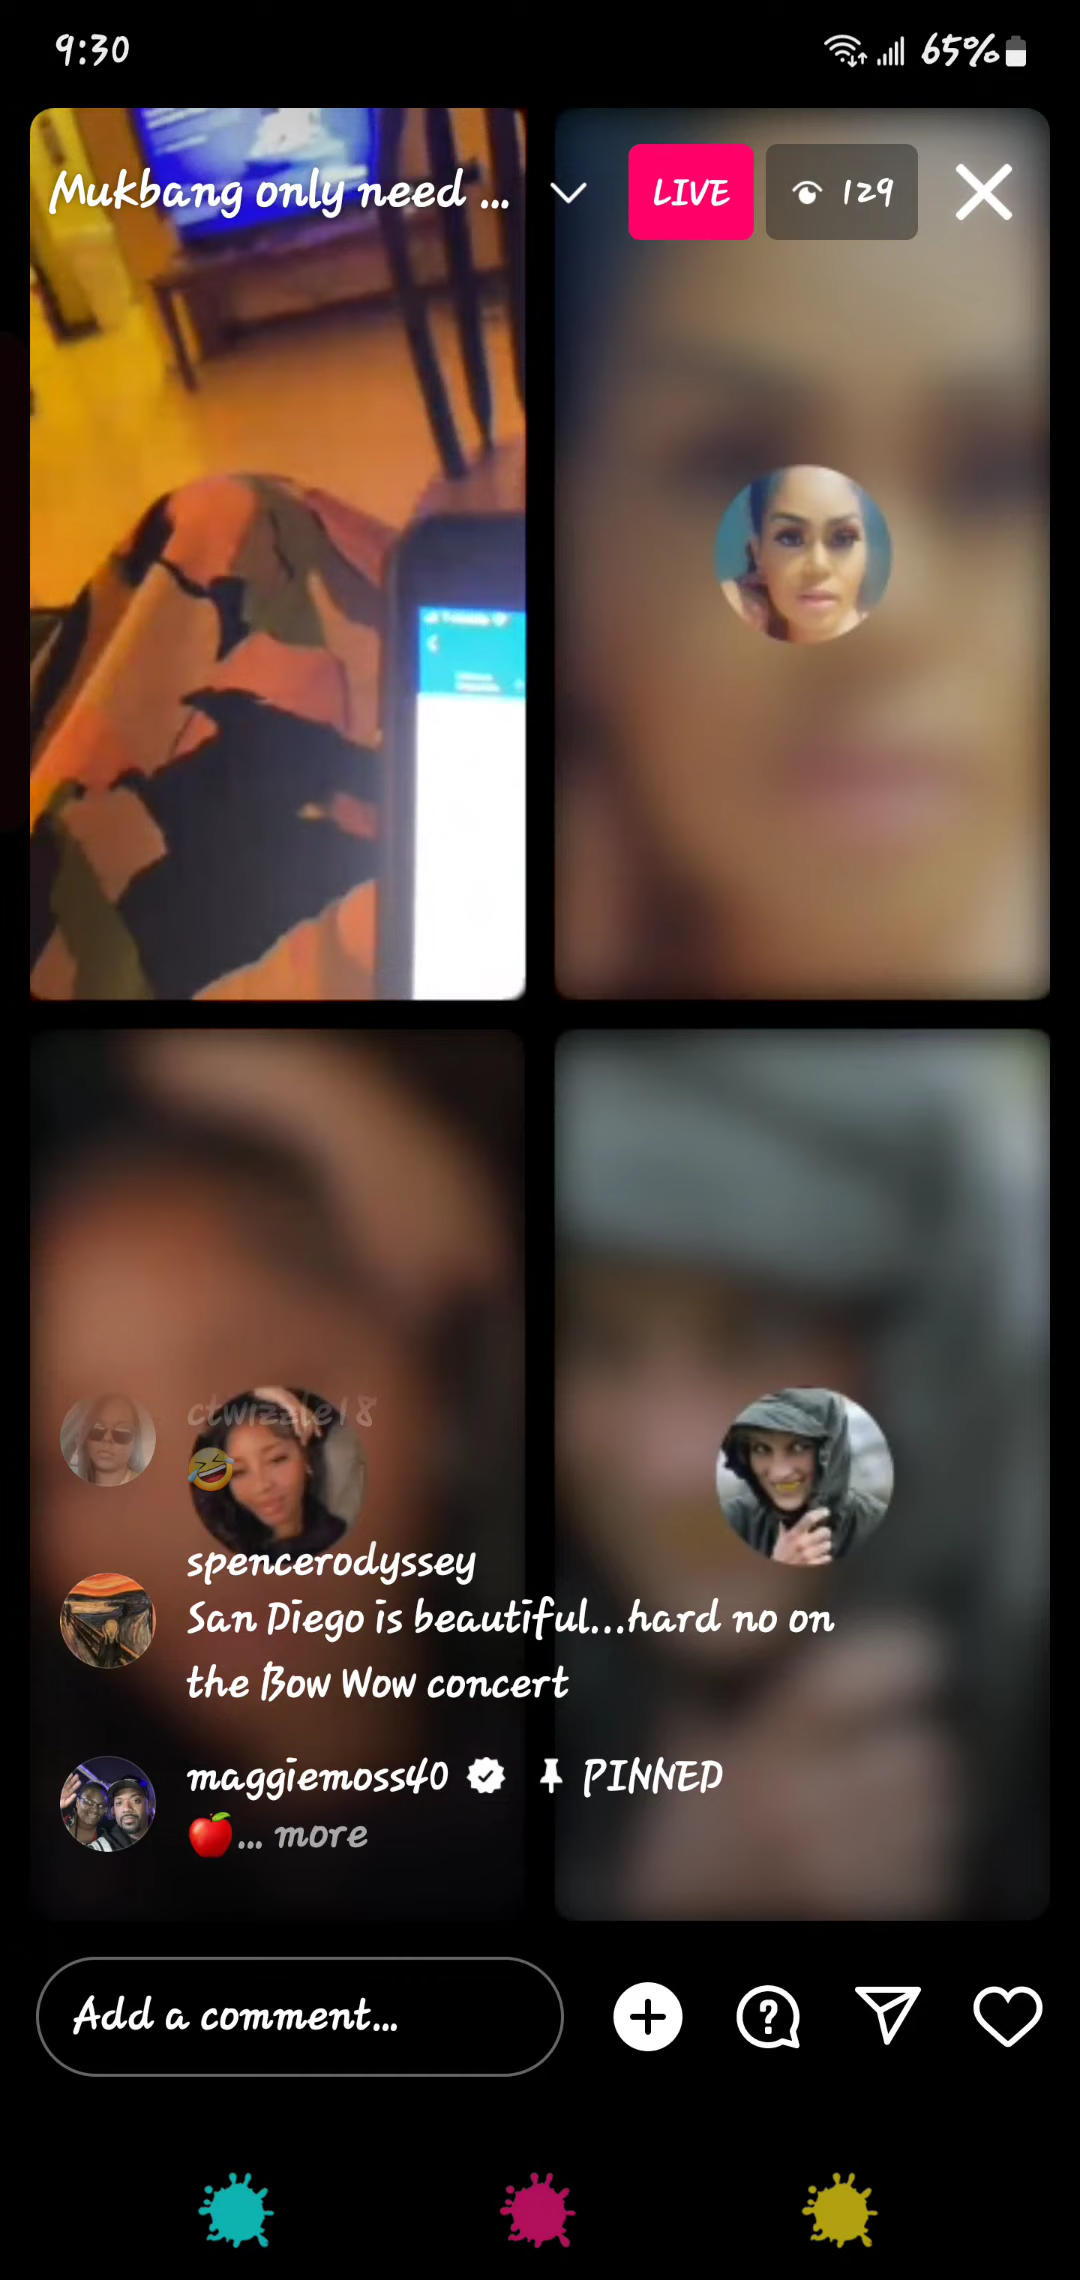 9:30
65%
Mukbang only need ...
LIVE
129
ctwizzle18
🤣
spencerodyssey
San Diego is beautiful...hard no on
the Bow Wow concert
maggiemoss40 PINNED
🍎... more
Add a comment...